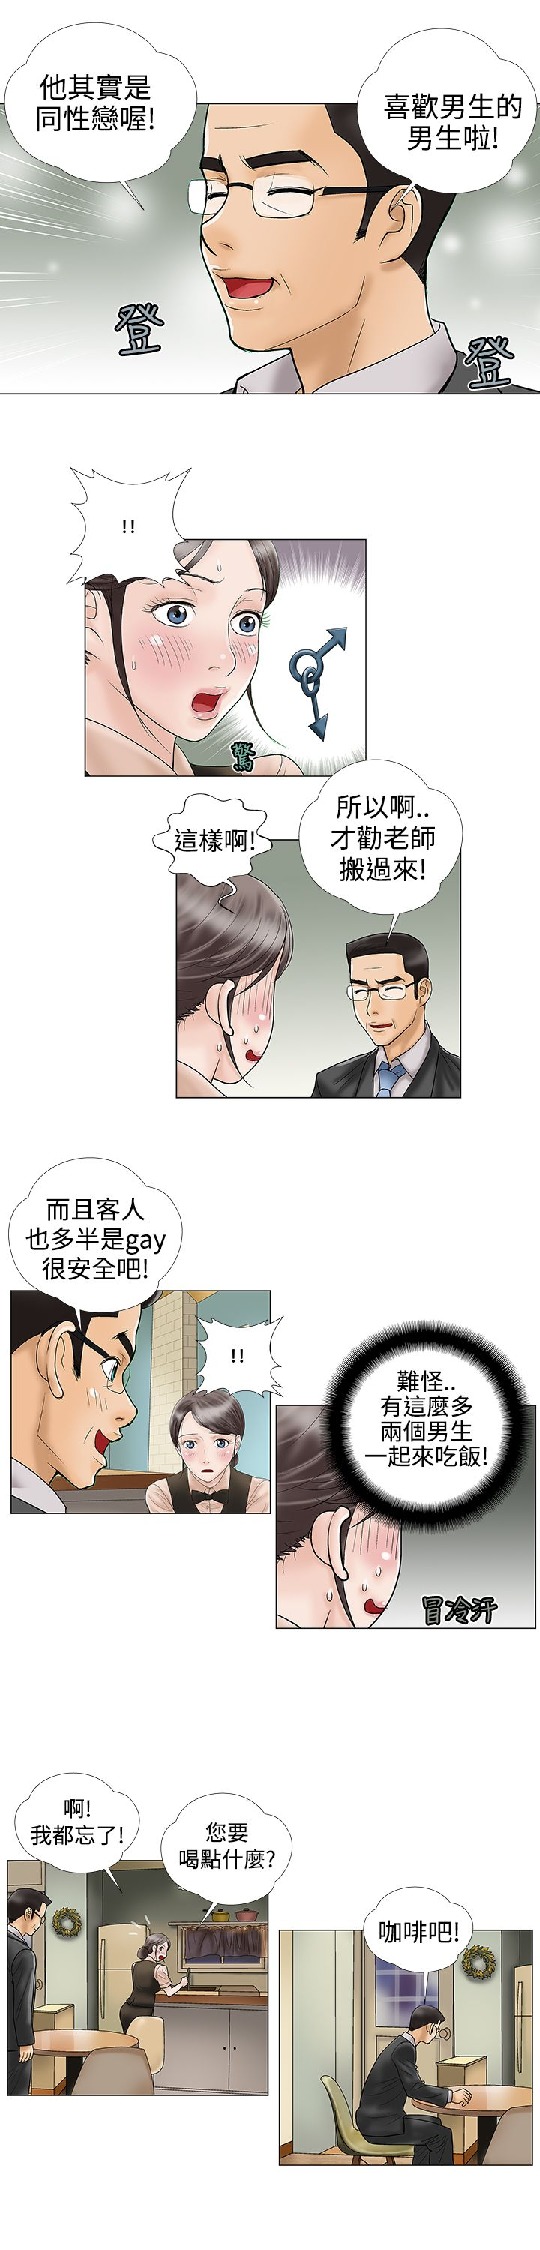 他其實是
同性戀喔!
喜歡男生的
男生啦!
登
登
!!
驚
所以啊..
才勸老師
搬過來!
這樣啊!
而且客人
也多半是gay
很安全吧!
!!
難怪..
有這麼多
兩個男生
一起來吃飯!
冒冷汗
啊!
我都忘了!
您要
喝點什麼?
咖啡吧!